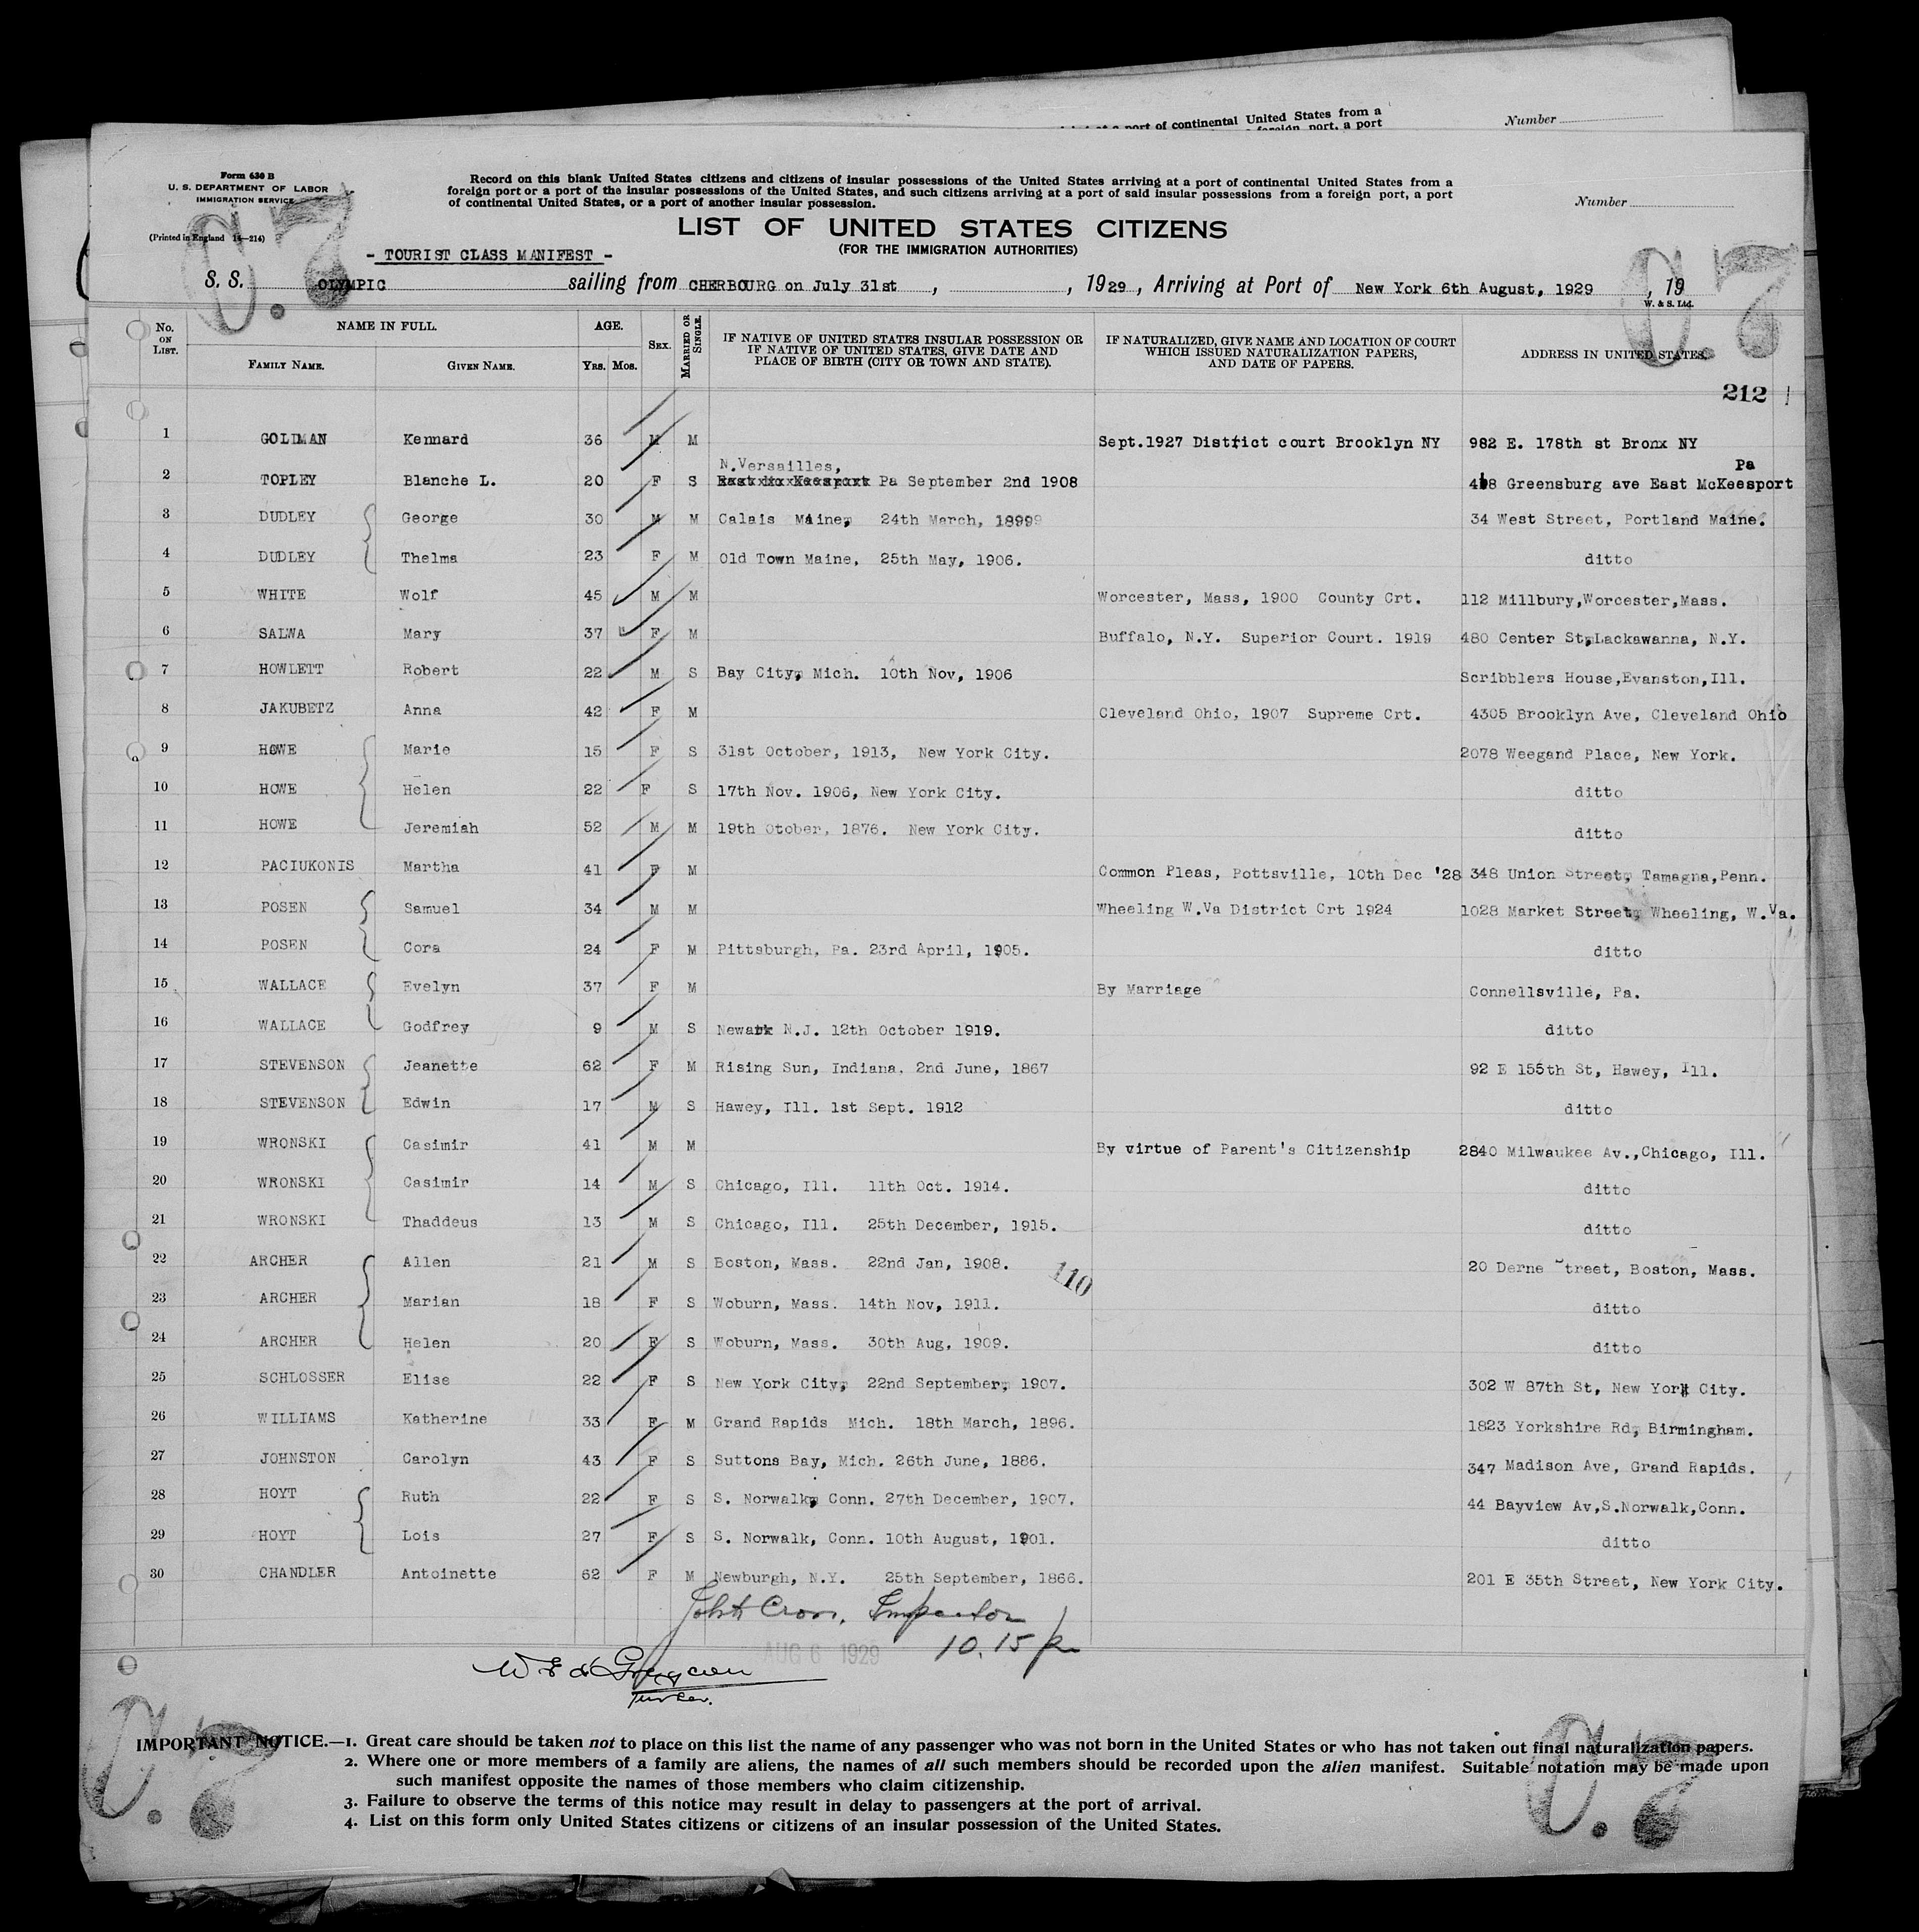 at a port of continental United States from a
foreign port, a port
Number
Form 630 B
U. S. DEPARTMENT OF LABOR
IMMIGRATION SERVICE
(Printed in England 14—214)
Record on this blank United States citizens and citizens of insular possessions of the United States arriving at a port of continental United States from a
foreign port or a port of the insular possessions of the United States, and such citizens arriving at a port of said insular possessions from a foreign port, a port
of continental United States, or a port of another insular possession.
Number
LIST OF UNITED STATES CITIZENS
(FOR THE IMMIGRATION AUTHORITIES)
- TOURIST CLASS MANIFEST -
S. S. OLYMPIC sailing from CHERBOURG on July 31st , , 1929 , Arriving at Port of New York 6th August, 1929 , 19
W. & S. Ltd.
C.7 C.7
No. ON LIST. NAME IN FULL. AGE. SEX. MARRIED OR SINGLE. IF NATIVE OF UNITED STATES INSULAR POSSESSION OR IF NATIVE OF UNITED STATES, GIVE DATE AND PLACE OF BIRTH (CITY OR TOWN AND STATE). IF NATURALIZED, GIVE NAME AND LOCATION OF COURT WHICH ISSUED NATURALIZATION PAPERS, AND DATE OF PAPERS. ADDRESS IN UNITED STATES.
FAMILY NAME. GIVEN NAME. YRS. MOS.
212
1 GOLDMAN Kennard 36 M M Sept.1927 District court Brooklyn NY 982 E. 178th st Bronx NY
N.Versailles, Pa
2 TOPLEY Blanche L. 20 F S Pa September 2nd 1908 418 Greensburg ave East McKeesport
3 DUDLEY George 30 M M Calais Maine, 24th March, 18999 34 West Street, Portland Maine.
4 DUDLEY Thelma 23 F M Old Town Maine, 25th May, 1906. ditto
5 WHITE Wolf 45 M M Worcester, Mass, 1900 County Crt. 112 Millbury,Worcester,Mass.
6 SALWA Mary 37 F M Buffalo, N.Y. Superior Court. 1919 480 Center St,Lackawanna, N.Y.
7 HOWLETT Robert 22 M S Bay City, Mich. 10th Nov, 1906 Scribblers House,Evanston,Ill.
8 JAKUBETZ Anna 42 F M Cleveland Ohio, 1907 Supreme Crt. 4305 Brooklyn Ave, Cleveland Ohio
9 HOWE Marie 15 F S 31st October, 1913, New York City. 2078 Weegand Place, New York.
10 HOWE Helen 22 F S 17th Nov. 1906, New York City. ditto
11 HOWE Jeremiah 52 M M 19th Otober, 1876. New York City. ditto
12 PACIUKONIS Martha 41 F M Common Pleas, Pottsville, 10th Dec '28 348 Union Street, Tamagna,Penn.
13 POSEN Samuel 34 M M Wheeling W.Va District Crt 1924 1028 Market Street, Wheeling, W.Va.
14 POSEN Cora 24 F M Pittsburgh, Pa. 23rd April, 1905. ditto
15 WALLACE Evelyn 37 F M By Marriage Connellsville, Pa.
16 WALLACE Godfrey 9 M S Newark N.J. 12th October 1919. ditto
17 STEVENSON Jeanette 62 F M Rising Sun, Indiana. 2nd June, 1867 92 E 155th St, Hawey, Ill.
18 STEVENSON Edwin 17 M S Hawey, Ill. 1st Sept. 1912 ditto
19 WRONSKI Casimir 41 M M By virtue of Parent's Citizenship 2840 Milwaukee Av.,Chicago, Ill.
20 WRONSKI Casimir 14 M S Chicago, Ill. 11th Oct. 1914. ditto
21 WRONSKI Thaddeus 13 M S Chicago, Ill. 25th December, 1915. ditto
22 ARCHER Allen 21 M S Boston, Mass. 22nd Jan, 1908. 20 Derne Street, Boston, Mass.
110
23 ARCHER Marian 18 F S Woburn, Mass. 14th Nov, 1911. ditto
24 ARCHER Helen 20 F S Woburn, Mass. 30th Aug, 1909. ditto
25 SCHLOSSER Elise 22 F S New York City, 22nd September, 1907. 302 W 87th St, New York City.
26 WILLIAMS Katherine 33 F M Grand Rapids Mich. 18th March, 1896. 1823 Yorkshire Rd, Birmingham.
27 JOHNSTON Carolyn 43 F S Suttons Bay, Mich. 26th June, 1886. 347 Madison Ave, Grand Rapids.
28 HOYT Ruth 22 F S S. Norwalk, Conn. 27th December, 1907. 44 Bayview Av,S.Norwalk,Conn.
29 HOYT Lois 27 F S S. Norwalk, Conn. 10th August, 1901. ditto
30 CHANDLER Antoinette 62 F M Newburgh, N.Y. 25th September, 1866. 201 E 35th Street, New York City.
Inspector
AUG 6 1929 10.15 p
IMPORTANT NOTICE.—1. Great care should be taken not to place on this list the name of any passenger who was not born in the United States or who has not taken out final naturalization papers.
2. Where one or more members of a family are aliens, the names of all such members should be recorded upon the alien manifest. Suitable notation may be made upon
such manifest opposite the names of those members who claim citizenship.
3. Failure to observe the terms of this notice may result in delay to passengers at the port of arrival.
4. List on this form only United States citizens or citizens of an insular possession of the United States.
C.7 C.7